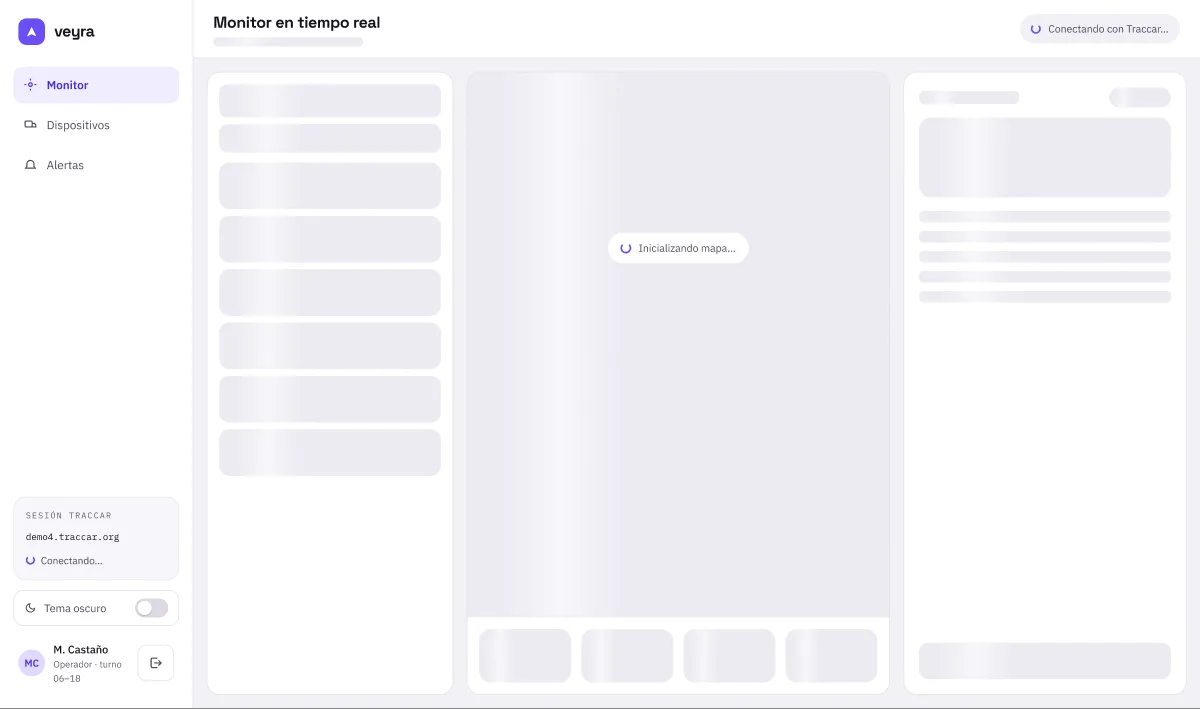 veyra
Monitor
Dispositivos
Alertas
SESIÓN TRACCAR
demo4.traccar.org
Conectando...
Tema oscuro
MC
M. Castaño
Operador · turno
06–18
Monitor en tiempo real
Conectando con Traccar...
Inicializando mapa...